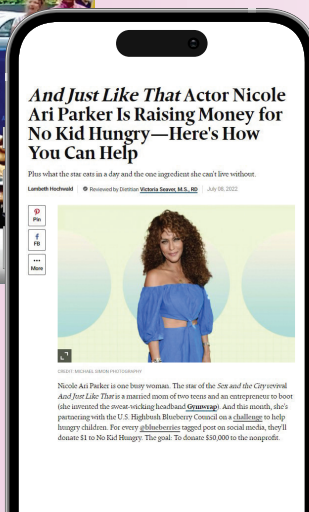 And Just Like That Actor Nicole
Ari Parker Is Raising Money for
No Kid Hungry—Here's How
You Can Help
Plus what the star eats in a day and the one ingredient she can't live without.
Lambeth Hochwald | Reviewed by Dietitian Victoria Seaver, M.S., RD | July 08, 2022
Pin
FB
More
CREDIT: MICHAEL SIMON PHOTOGRAPHY
Nicole Ari Parker is one busy woman. The star of the Sex and the City revival
And Just Like That is a married mom of two teens and an entrepreneur to boot
(she invented the sweat-wicking headband Gymwrap). And this month, she's
partnering with the U.S. Highbush Blueberry Council on a challenge to help
hungry children. For every @blueberries tagged post on social media, they'll
donate $1 to No Kid Hungry. The goal: To donate $50,000 to the nonprofit.